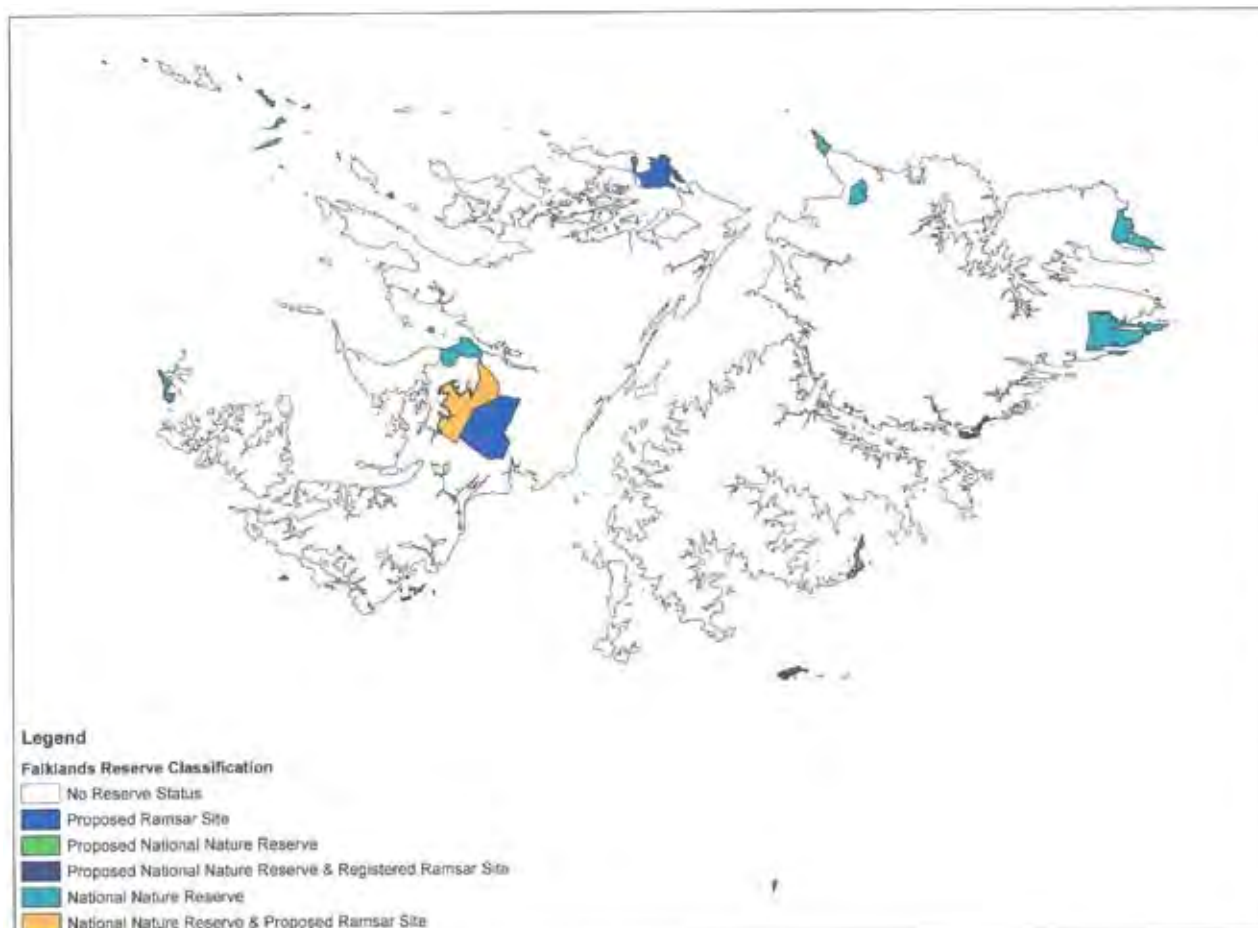 Legend
Falklands Reserve Classification
No Reserve Status
Proposed Ramsar Site
Proposed National Nature Reserve
Proposed National Nature Reserve & Registered Ramsar Site
National Nature Reserve
National Nature Reserve & Proposed Ramsar Site